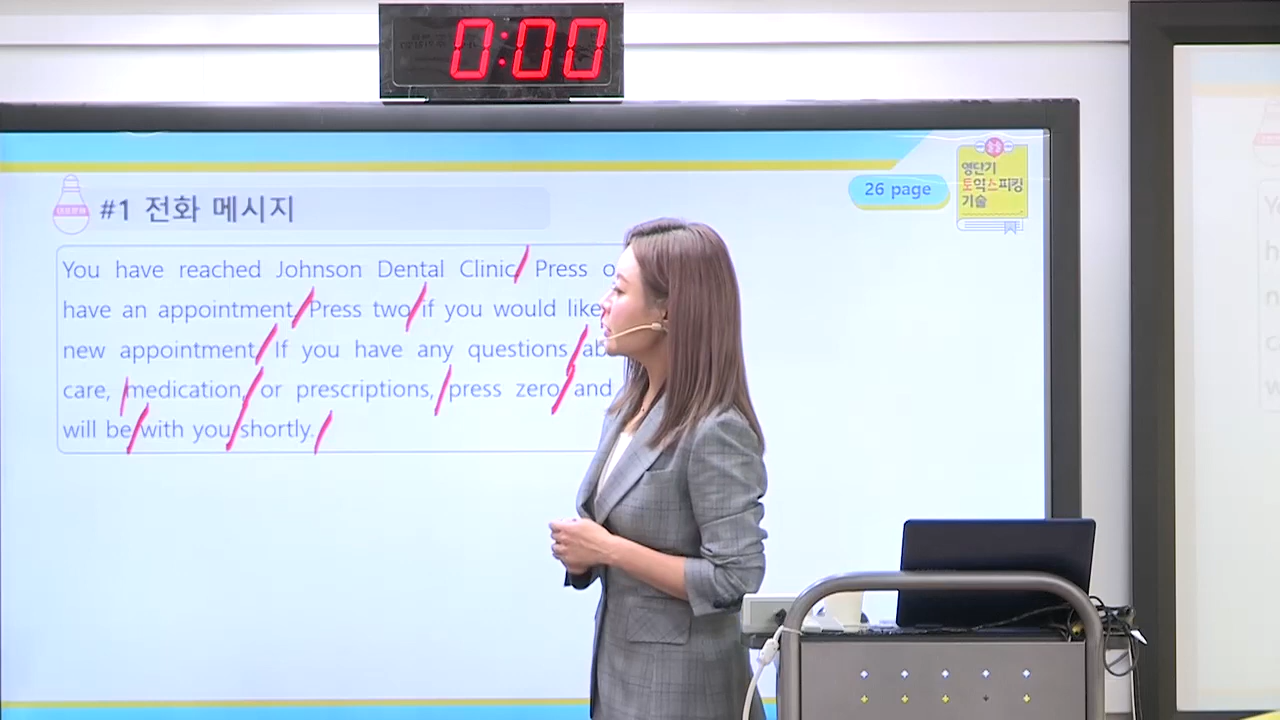 0:00
26 page
영단기
토익스피킹
기술
#1 전화 메시지
You have reached Johnson Dental Clinic. Press
have an appointment. Press two if you would like
new appointment. If you have any questions
care, medication, or prescriptions, press zero and
will be with you shortly.